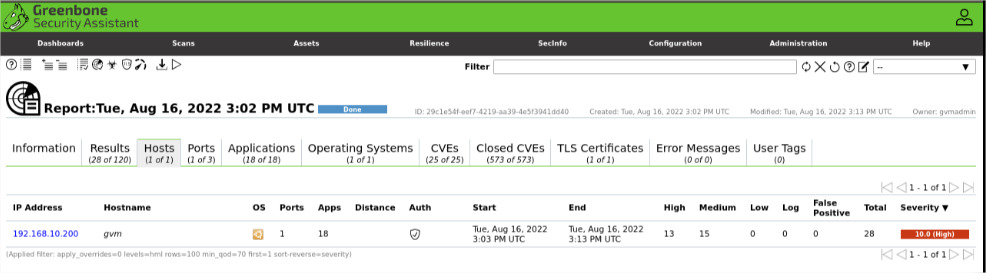 Greenbone
Security Assistant
Dashboards Scans Assets Resilience SecInfo Configuration Administration Help
Filter --
Report:Tue, Aug 16, 2022 3:02 PM UTC Done ID: 29c1e54f-eef7-4219-aa39-4e5f3941dd40 Created: Tue, Aug 16, 2022 3:02 PM UTC Modified: Tue, Aug 16, 2022 3:13 PM UTC Owner: gvmadmin
Information Results Hosts Ports Applications Operating Systems CVEs Closed CVEs TLS Certificates Error Messages User Tags
(28 of 120) (1 of 1) (1 of 3) (18 of 18) (1 of 1) (25 of 25) (573 of 573) (1 of 1) (0 of 0) (0)
1 - 1 of 1
IP Address Hostname OS Ports Apps Distance Auth Start End High Medium Low Log False Positive Total Severity ▼
192.168.10.200 gvm 1 18 Tue, Aug 16, 2022 3:03 PM UTC Tue, Aug 16, 2022 3:13 PM UTC 13 15 0 0 0 28 10.0 (High)
(Applied filter: apply_overrides=0 levels=hml rows=100 min_qod=70 first=1 sort-reverse=severity) 1 - 1 of 1